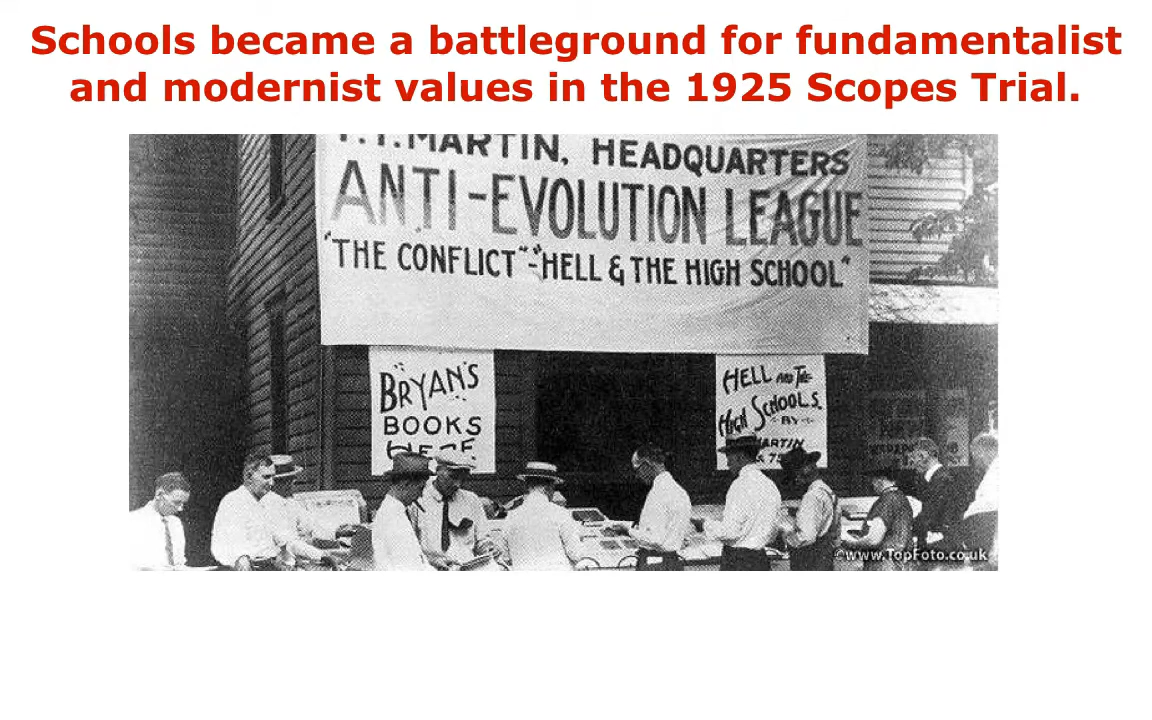 Schools became a battleground for fundamentalist
and modernist values in the 1925 Scopes Trial.
T.T. MARTIN. HEADQUARTERS
ANTI-EVOLUTION LEAGUE
"THE CONFLICT"-"HELL & THE HIGH SCHOOL"
BRYAN'S
BOOKS
HERE
HELL AND THE
HIGH SCHOOLS
-BY-
MARTIN
©www.TopFoto.co.uk